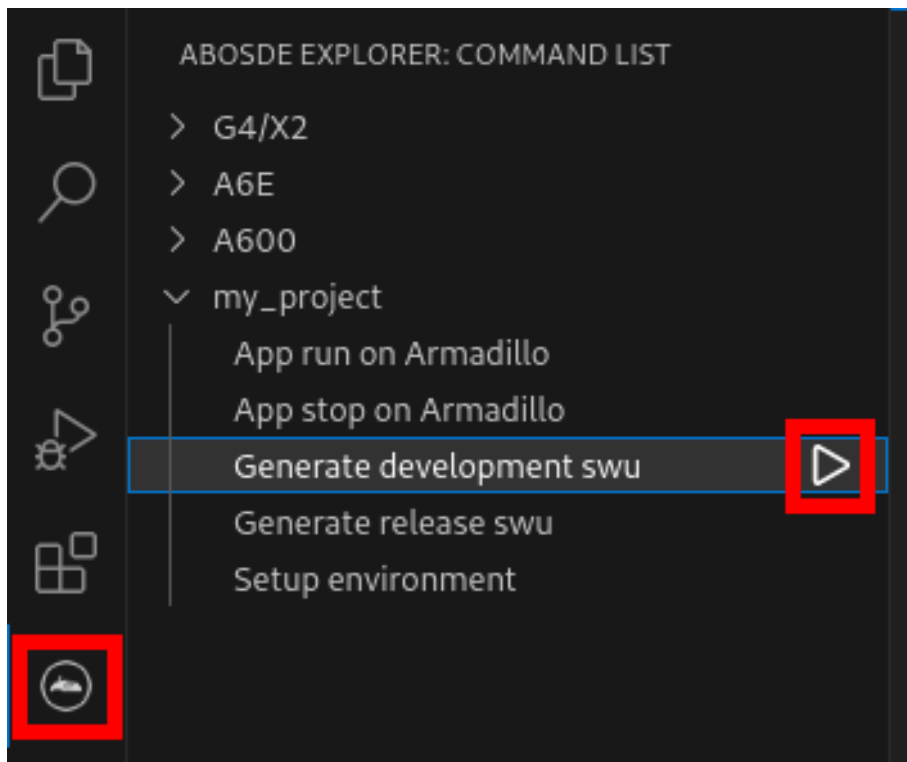 ABOSDE EXPLORER: COMMAND LIST
G4/X2
A6E
A600
my_project
App run on Armadillo
App stop on Armadillo
Generate development swu
Generate release swu
Setup environment